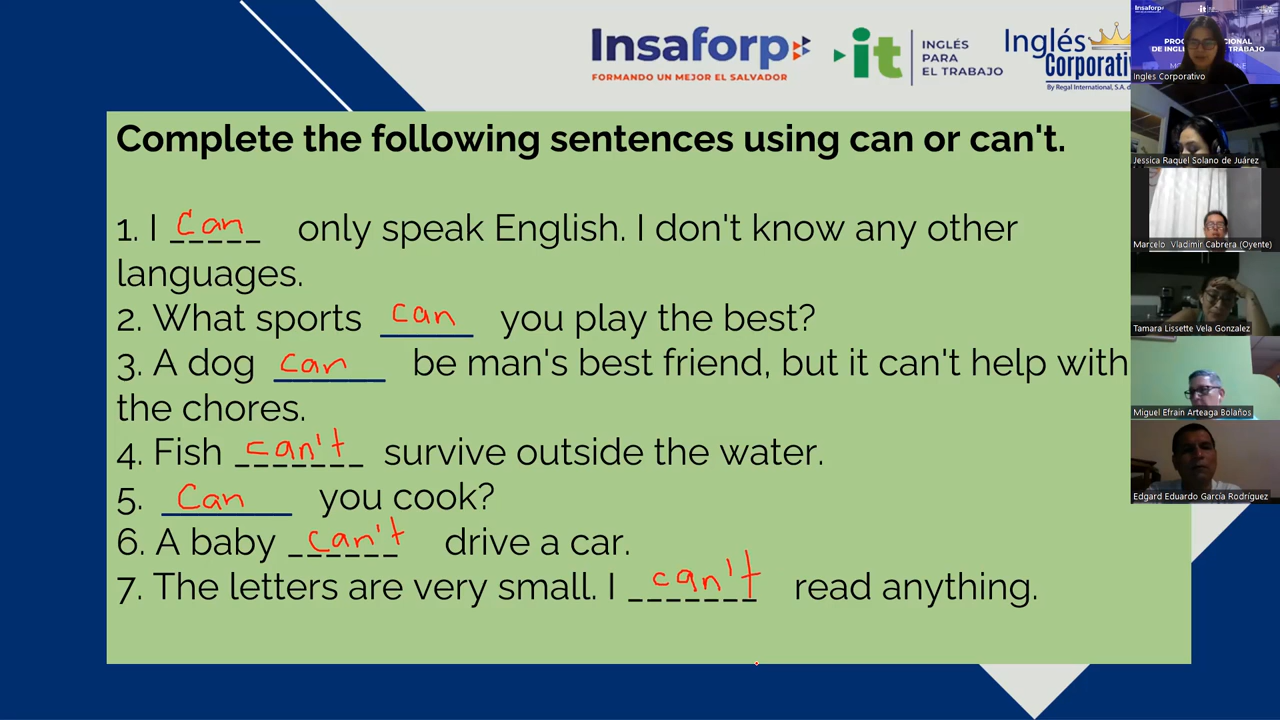 Insaforp
FORMANDO UN MEJOR EL SALVADOR
it
INGLÉS
PARA
EL TRABAJO
Inglés
Corporativ
By Regal International, S.A. d
Complete the following sentences using can or can't.
1. I can only speak English. I don't know any other
languages.
2. What sports can you play the best?
3. A dog can be man's best friend, but it can't help with
the chores.
4. Fish can't survive outside the water.
5. Can you cook?
6. A baby can't drive a car.
7. The letters are very small. I can't read anything.
Insaforp
it
Ingles Corporativo
Jessica Raquel Solano de Juárez
Marcelo Vladimir Cabrera (Oyente)
Tamara Lissette Vela Gonzalez
Miguel Efrain Arteaga Bolaños
Edgard Eduardo García Rodríguez